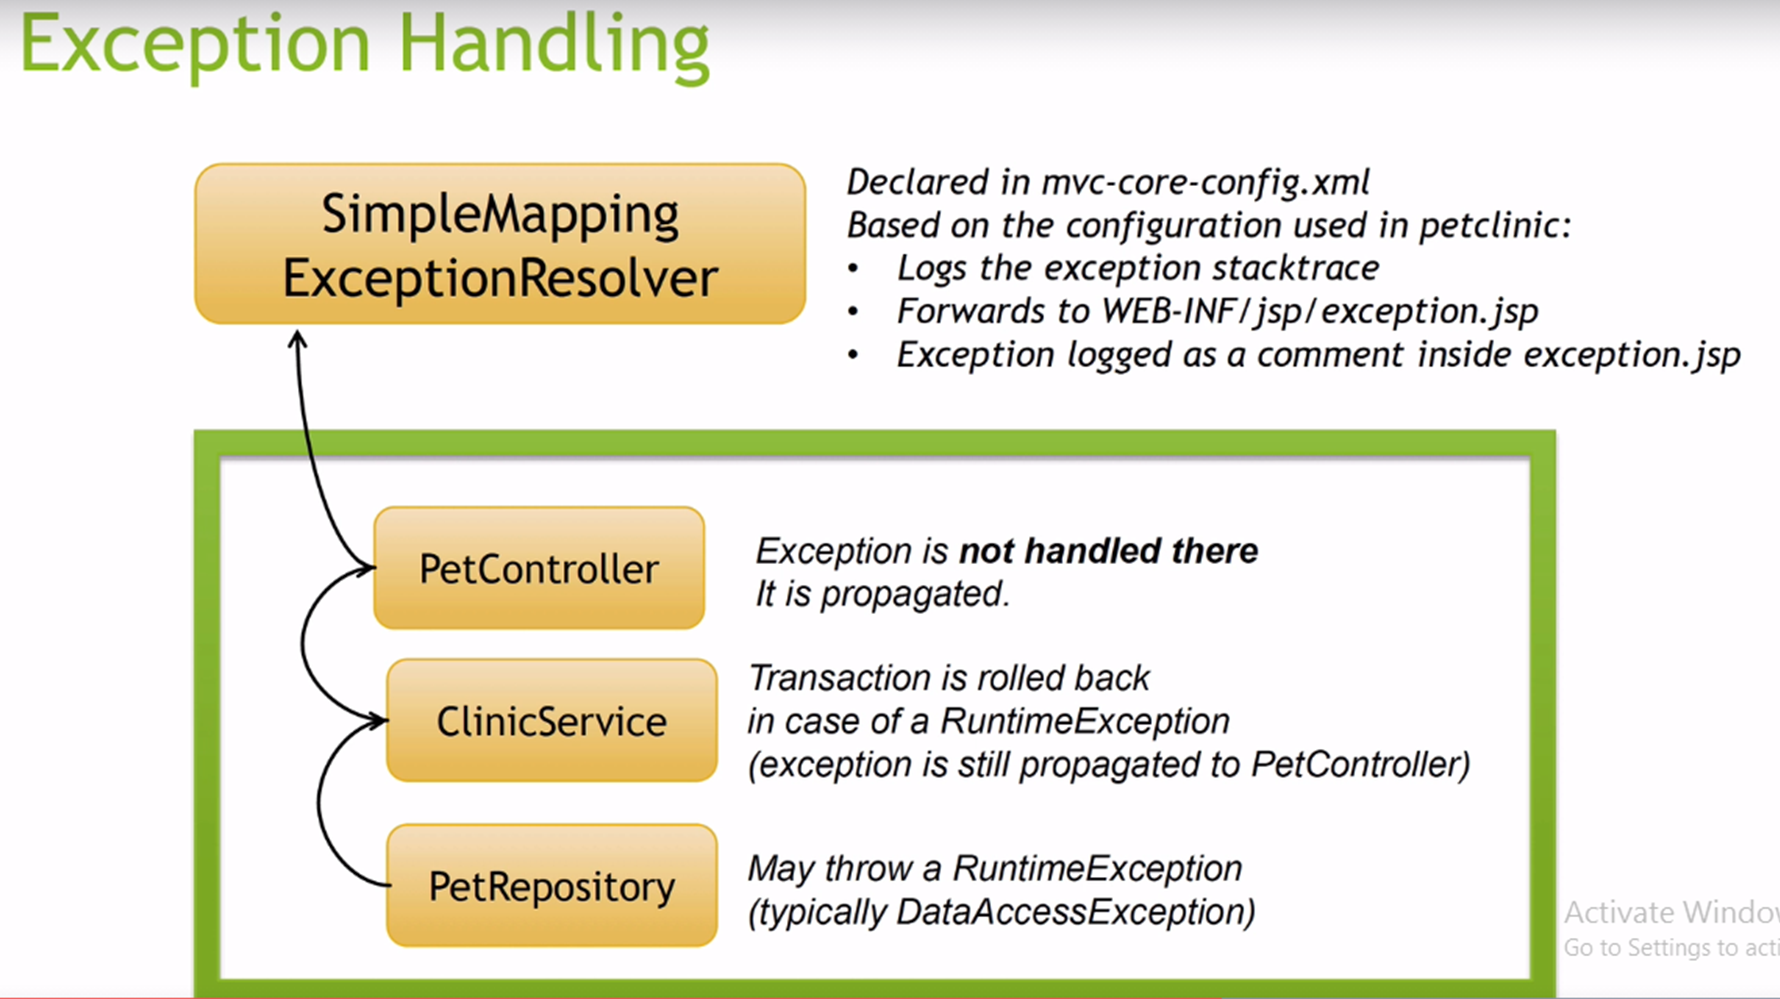 Exception Handling
SimpleMapping
ExceptionResolver
Declared in mvc-core-config.xml
Based on the configuration used in petclinic:
• Logs the exception stacktrace
• Forwards to WEB-INF/jsp/exception.jsp
• Exception logged as a comment inside exception.jsp
PetController
Exception is not handled there
It is propagated.
ClinicService
Transaction is rolled back
in case of a RuntimeException
(exception is still propagated to PetController)
PetRepository
May throw a RuntimeException
(typically DataAccessException)
Activate Window
Go to Settings to acti